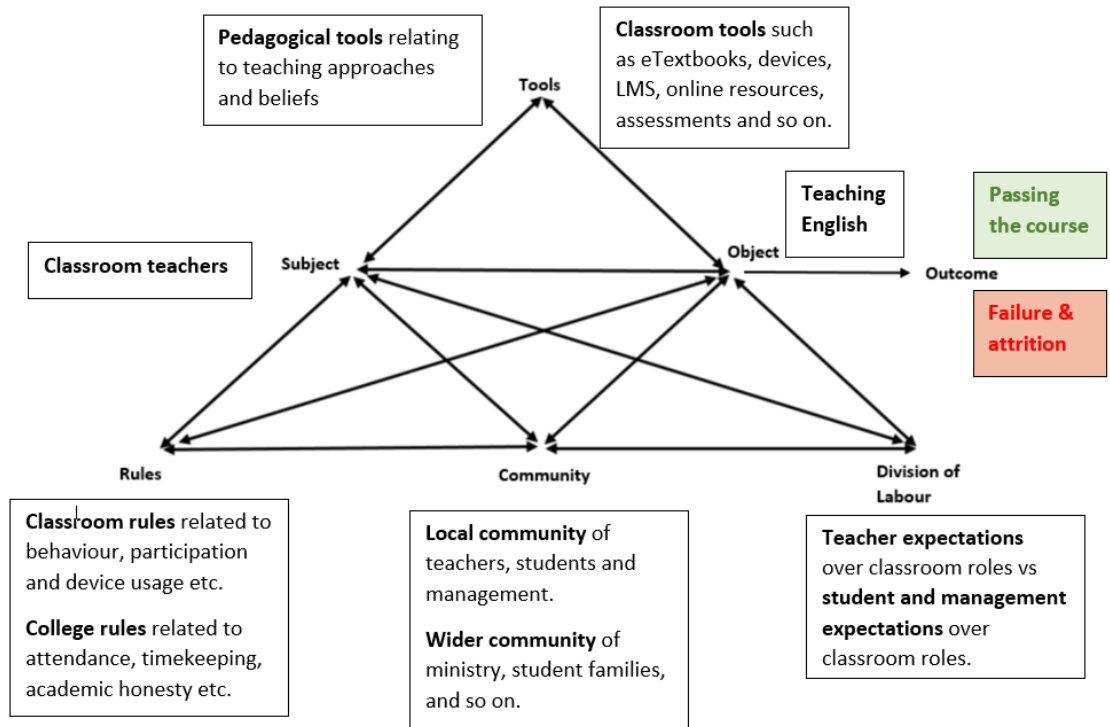 Pedagogical tools relating
to teaching approaches
and beliefs
Classroom tools such
as eTextbooks, devices,
LMS, online resources,
assessments and so on.
Tools
Teaching
English
Passing
the course
Classroom teachers
Subject
Object
Outcome
Failure &
attrition
Rules
Community
Division of
Labour
Classroom rules related to
behaviour, participation
and device usage etc.
College rules related to
attendance, timekeeping,
academic honesty etc.
Local community of
teachers, students and
management.
Wider community of
ministry, student families,
and so on.
Teacher expectations
over classroom roles vs
student and management
expectations over
classroom roles.